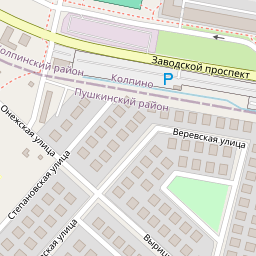 Заводской проспект
Колпинский район
Колпино
P
Пушкинский район
Онежская улица
Веревская улица
Степановская улица